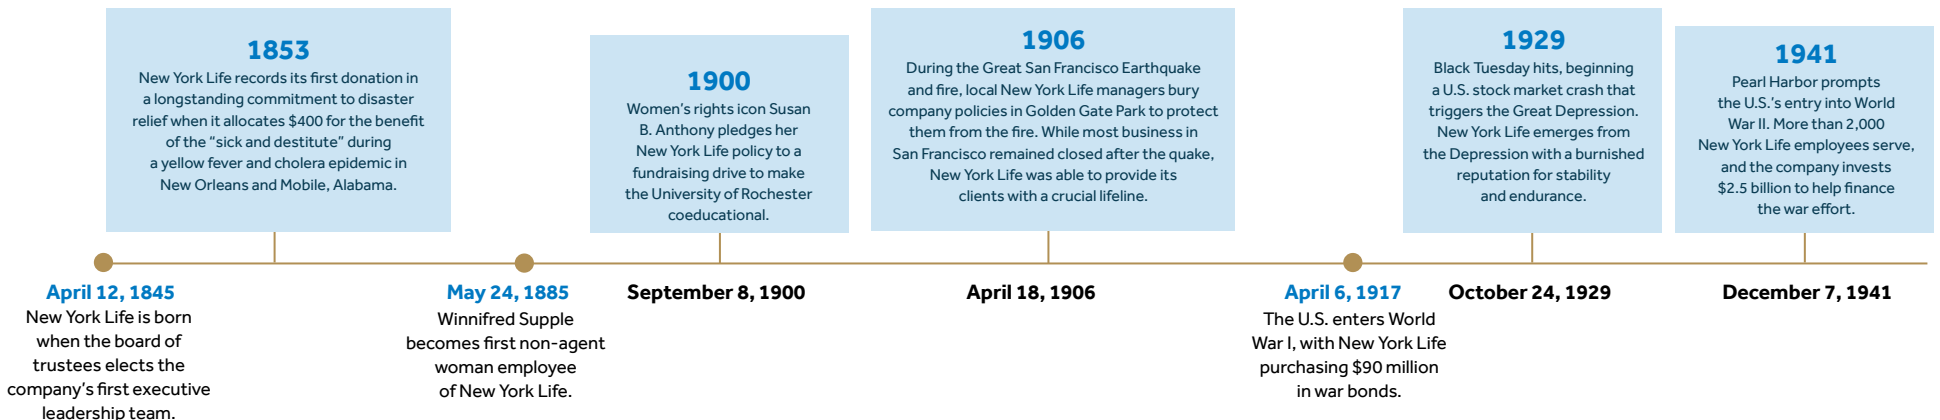 1853
New York Life records its first donation in
a longstanding commitment to disaster
relief when it allocates $400 for the benefit
of the “sick and destitute” during
a yellow fever and cholera epidemic in
New Orleans and Mobile, Alabama.
1900
Women’s rights icon Susan
B. Anthony pledges her
New York Life policy to a
fundraising drive to make
the University of Rochester
coeducational.
1906
During the Great San Francisco Earthquake
and fire, local New York Life managers bury
company policies in Golden Gate Park to protect
them from the fire. While most business in
San Francisco remained closed after the quake,
New York Life was able to provide its
clients with a crucial lifeline.
1929
Black Tuesday hits, beginning
a U.S. stock market crash that
triggers the Great Depression.
New York Life emerges from
the Depression with a burnished
reputation for stability
and endurance.
1941
Pearl Harbor prompts
the U.S.’s entry into World
War II. More than 2,000
New York Life employees serve,
and the company invests
$2.5 billion to help finance
the war effort.
April 12, 1845
New York Life is born
when the board of
trustees elects the
company’s first executive
leadership team.
May 24, 1885
Winnifred Supple
becomes first non-agent
woman employee
of New York Life.
September 8, 1900
April 18, 1906
April 6, 1917
The U.S. enters World
War I, with New York Life
purchasing $90 million
in war bonds.
October 24, 1929
December 7, 1941